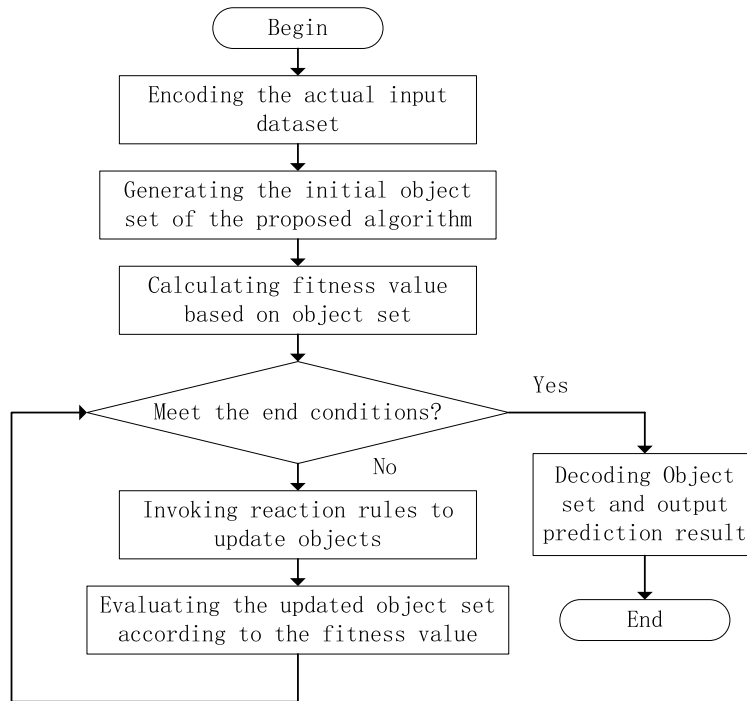 Begin
Encoding the actual input
dataset
Generating the initial object
set of the proposed algorithm
Calculating fitness value
based on object set
Meet the end conditions?
Yes
No
Invoking reaction rules to
update objects
Evaluating the updated object set
according to the fitness value
Decoding Object
set and output
prediction result
End